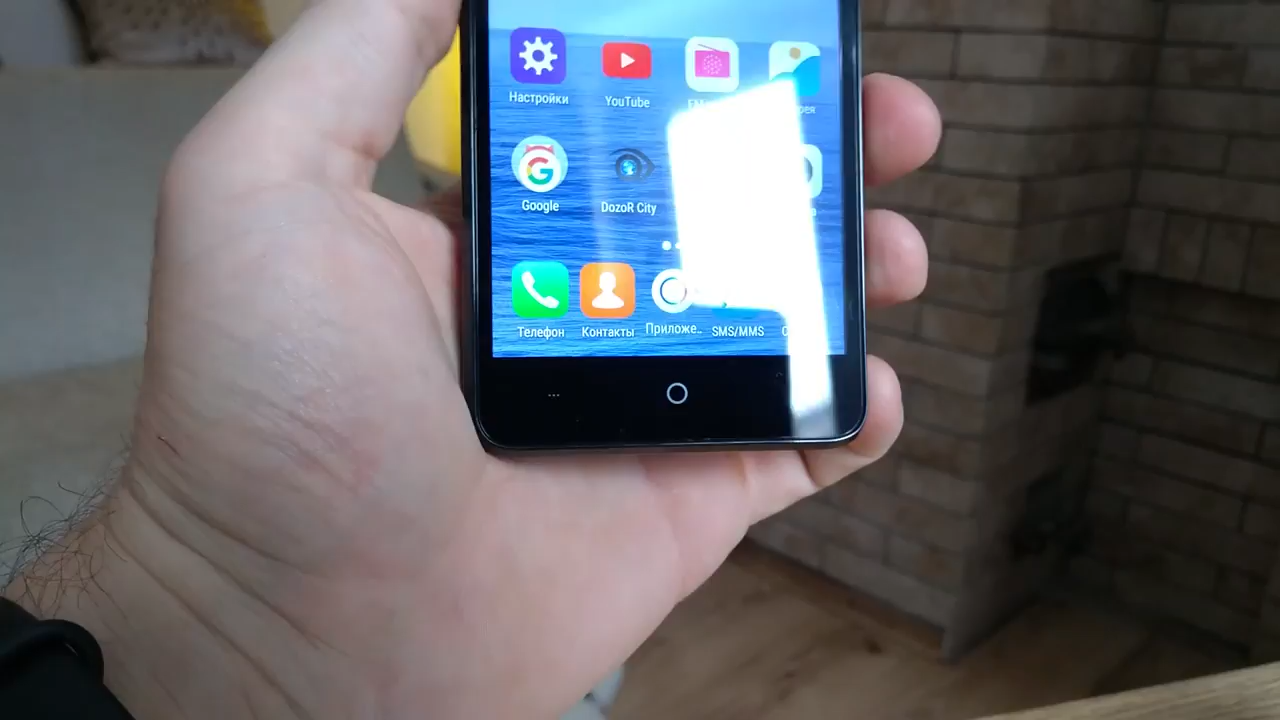 Настройки
YouTube
Google
DozoR City
Телефон
Контакты
Приложе..
SMS/MMS